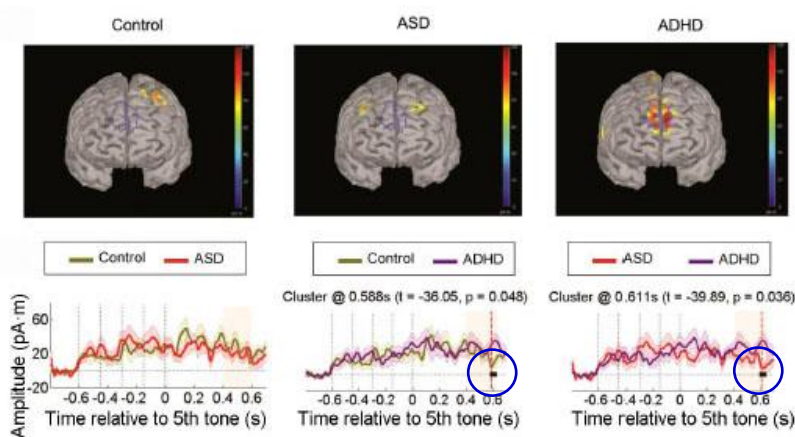 Control ASD ADHD
Control ASD
Control ADHD
ASD ADHD
Cluster @ 0.588s (t = -36.05, p = 0.048)
Cluster @ 0.611s (t = -39.89, p = 0.036)
Amplitude (pA·m)
60
20
-20
-0.6 -0.4 -0.2 0 0.2 0.4 0.6
-0.6 -0.4 -0.2 0 0.2 0.4 0.6
-0.6 -0.4 -0.2 0 0.2 0.4 0.6
Time relative to 5th tone (s)
Time relative to 5th tone (s)
Time relative to 5th tone (s)